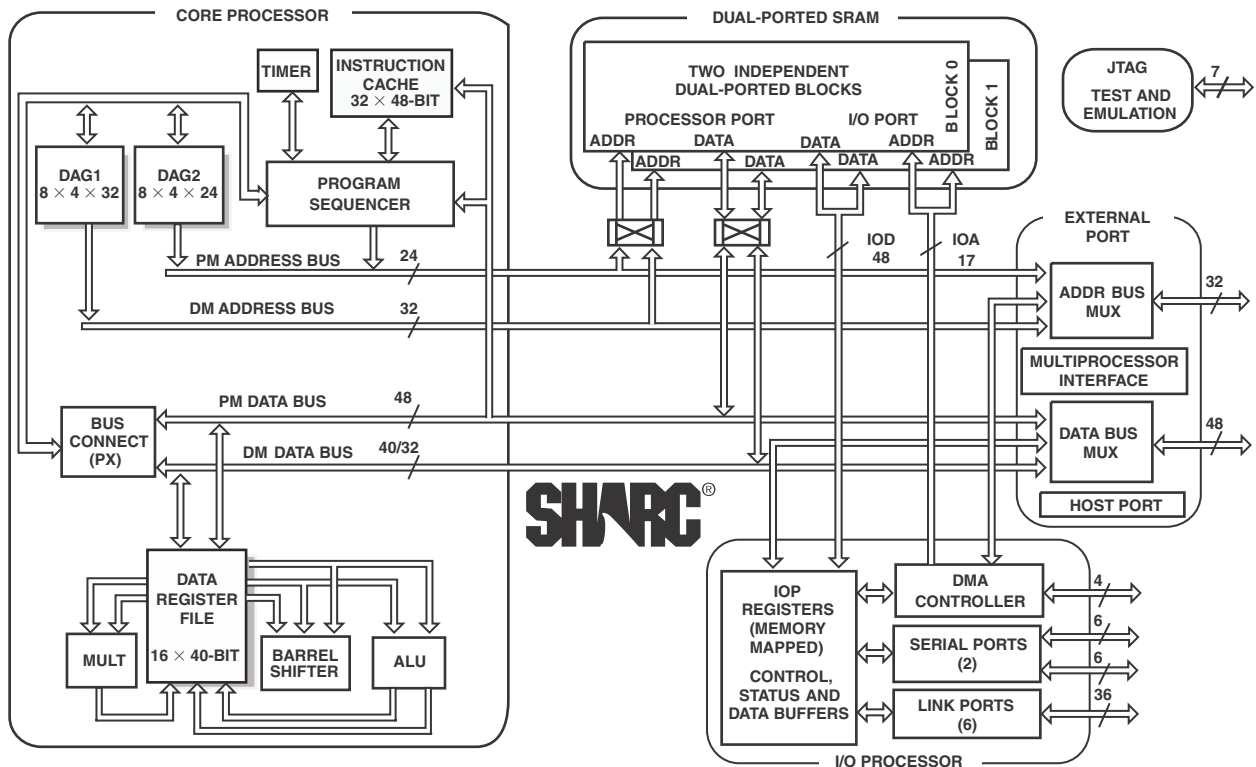 CORE PROCESSOR
TIMER
INSTRUCTION
CACHE
32 × 48-BIT
DAG1
8 × 4 × 32
DAG2
8 × 4 × 24
PROGRAM
SEQUENCER
PM ADDRESS BUS
24
DM ADDRESS BUS
32
PM DATA BUS
48
BUS
CONNECT
(PX)
DM DATA BUS
40/32
DATA
REGISTER
FILE
16 × 40-BIT
MULT
BARREL
SHIFTER
ALU
DUAL-PORTED SRAM
TWO INDEPENDENT
DUAL-PORTED BLOCKS
BLOCK 0
BLOCK 1
PROCESSOR PORT
I/O PORT
ADDR
DATA
DATA
ADDR
ADDR
DATA
DATA
ADDR
IOD
48
IOA
17
JTAG
TEST AND
EMULATION
7
EXTERNAL
PORT
ADDR BUS
MUX
32
MULTIPROCESSOR
INTERFACE
DATA BUS
MUX
48
HOST PORT
SHARC®
IOP
REGISTERS
(MEMORY
MAPPED)
CONTROL,
STATUS AND
DATA BUFFERS
DMA
CONTROLLER
4
SERIAL PORTS
(2)
6
6
LINK PORTS
(6)
36
I/O PROCESSOR